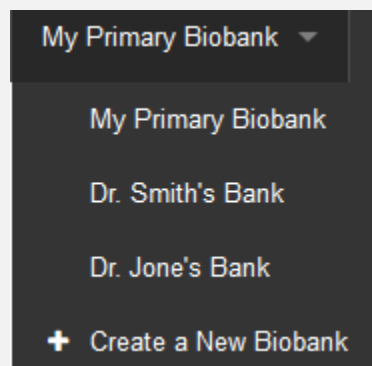 My Primary Biobank
My Primary Biobank
Dr. Smith's Bank
Dr. Jone's Bank
Create a New Biobank